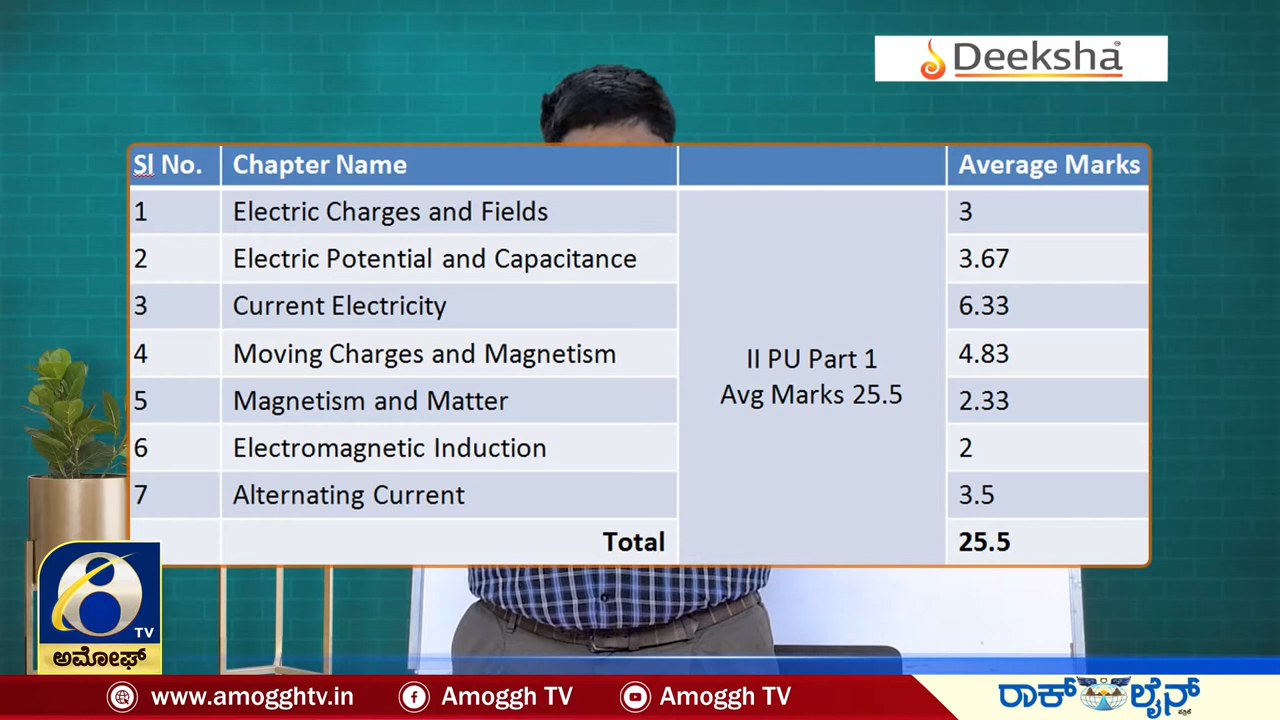 Deeksha
Sl No. Chapter Name Average Marks
1 Electric Charges and Fields 3
2 Electric Potential and Capacitance 3.67
3 Current Electricity 6.33
4 Moving Charges and Magnetism 4.83
II PU Part 1
Avg Marks 25.5
5 Magnetism and Matter 2.33
6 Electromagnetic Induction 2
7 Alternating Current 3.5
Total 25.5
8 TV
ಅಮೋಘ್
www.amogghtv.in Amoggh TV Amoggh TV
ರಾಕ್ ಲೈನ್